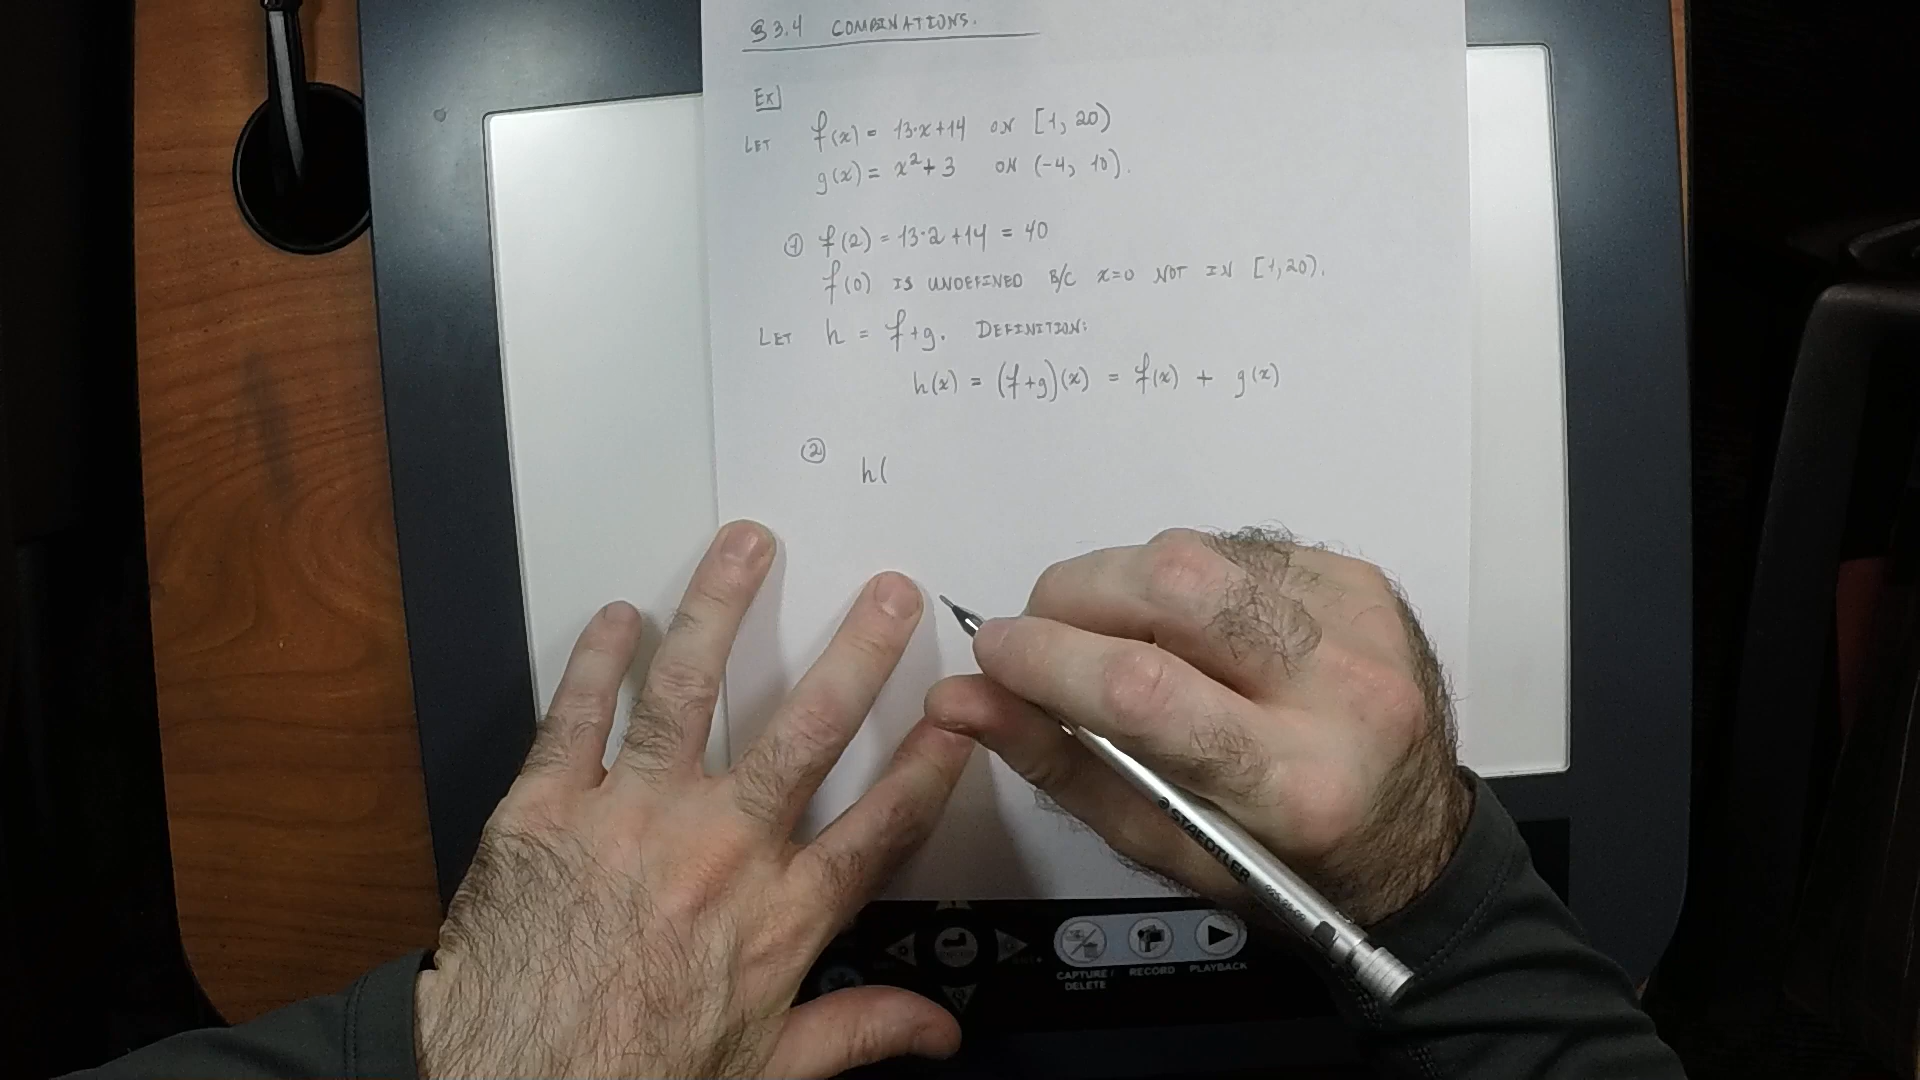 § 3.4 COMBINATIONS.
Ex]
LET f(x) = 13·x+14 ON [1, 20)
g(x) = x²+3 ON (-4, 10).
① f(2) = 13·2+14 = 40
f(0) IS UNDEFINED B/C x=0 NOT IN [1,20).
LET h = f+g. DEFINITION:
h(x) = (f+g)(x) = f(x) + g(x)
②
h(
STAEDTLER
CAPTURE / DELETE
RECORD
PLAYBACK